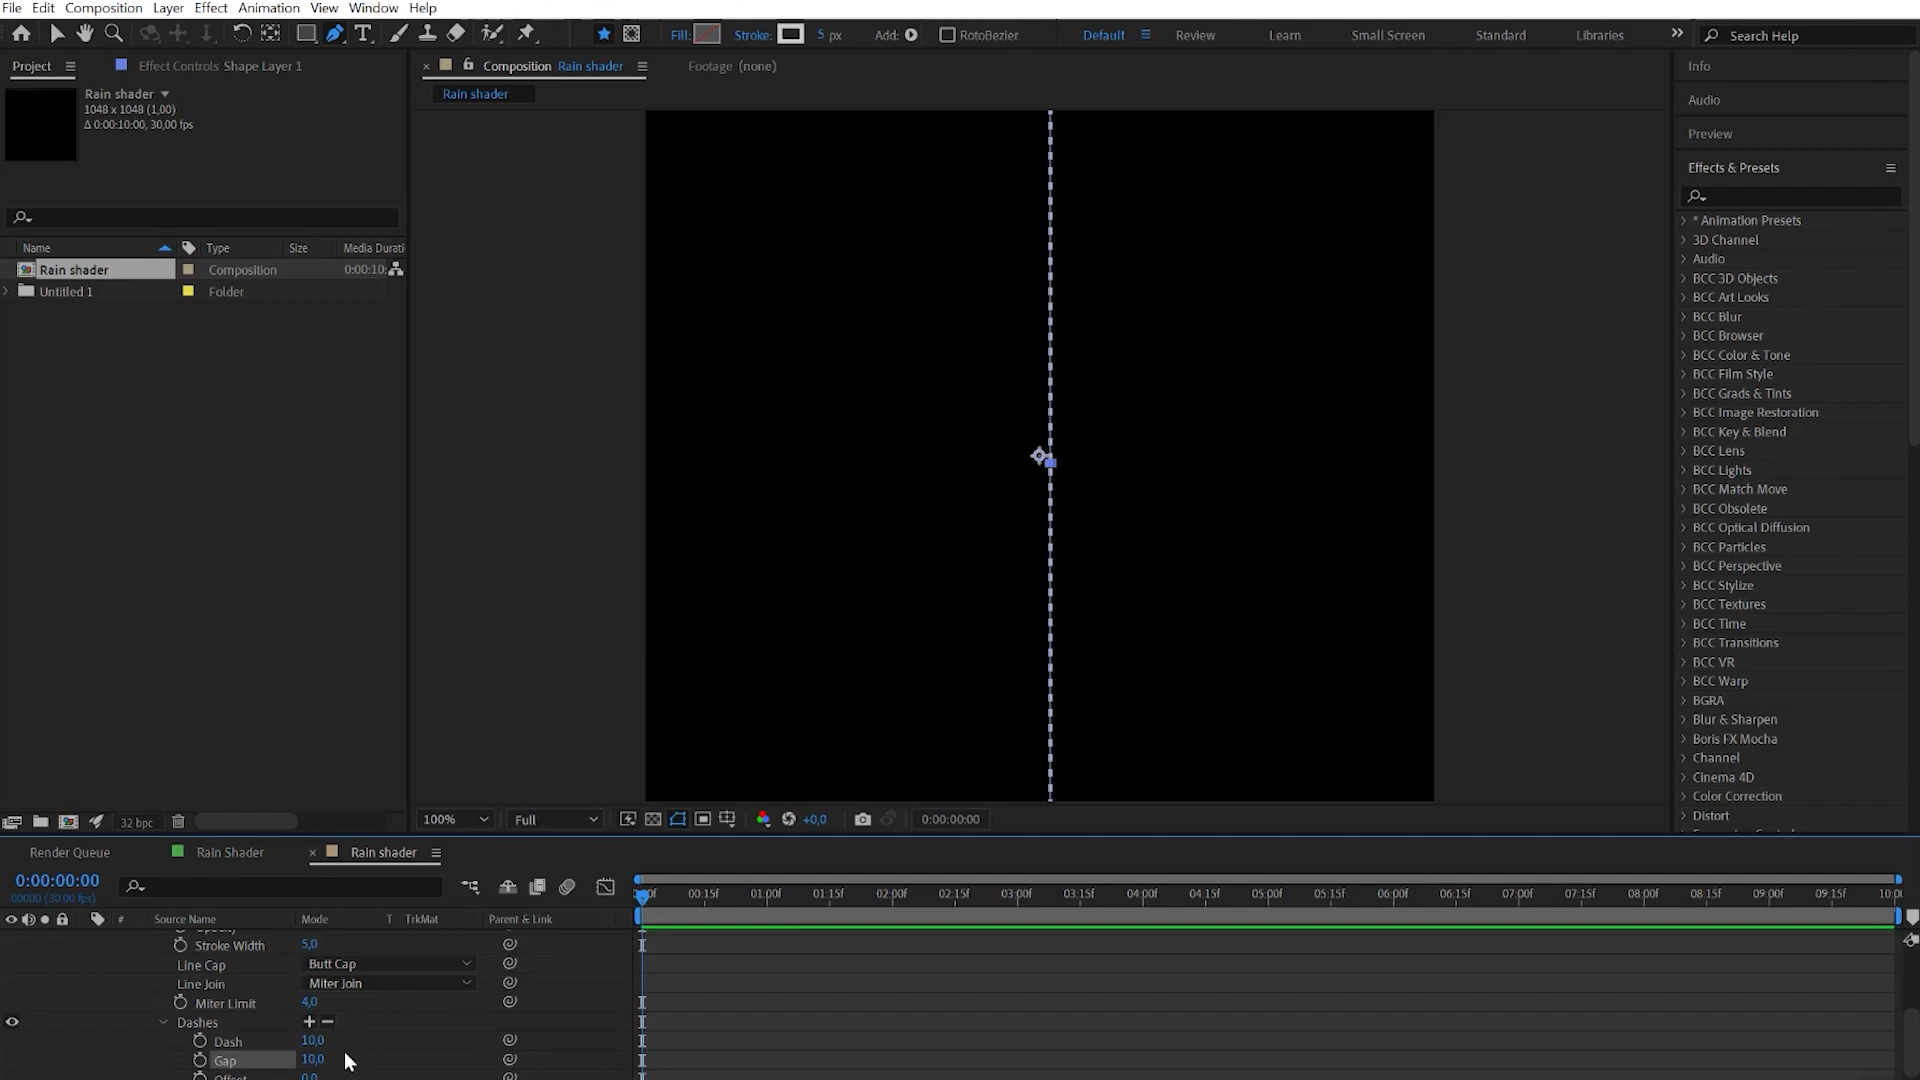 File Edit Composition Layer Effect Animation View Window Help
Fill: Stroke: 5 px Add: RotoBezier Default Review Learn Small Screen Standard Libraries Search Help
Project Effect Controls Shape Layer 1
Composition Rain shader Footage (none)
Rain shader
Rain shader
1048 x 1048 (1,00)
Δ 0:00:10:00, 30,00 fps
Name Type Size Media Durati
Rain shader Composition 0:00:10:
Untitled 1 Folder
32 bpc
100% Full +0,0 0:00:00:00
Info
Audio
Preview
Effects & Presets
* Animation Presets
3D Channel
Audio
BCC 3D Objects
BCC Art Looks
BCC Blur
BCC Browser
BCC Color & Tone
BCC Film Style
BCC Grads & Tints
BCC Image Restoration
BCC Key & Blend
BCC Lens
BCC Lights
BCC Match Move
BCC Obsolete
BCC Optical Diffusion
BCC Particles
BCC Perspective
BCC Stylize
BCC Textures
BCC Time
BCC Transitions
BCC VR
BCC Warp
BGRA
Blur & Sharpen
Boris FX Mocha
Channel
Cinema 4D
Color Correction
Distort
Render Queue Rain Shader Rain shader
0:00:00:00
00000 (30.00 fps)
00:15f 01:00f 01:15f 02:00f 02:15f 03:00f 03:15f 04:00f 04:15f 05:00f 05:15f 06:00f 06:15f 07:00f 07:15f 08:00f 08:15f 09:00f 09:15f 10:0
# Source Name Mode T TrkMat Parent & Link
Stroke Width 5,0
Line Cap Butt Cap
Line Join Miter Join
Miter Limit 4,0
Dashes
Dash 10,0
Gap 10,0
Offset 0,0